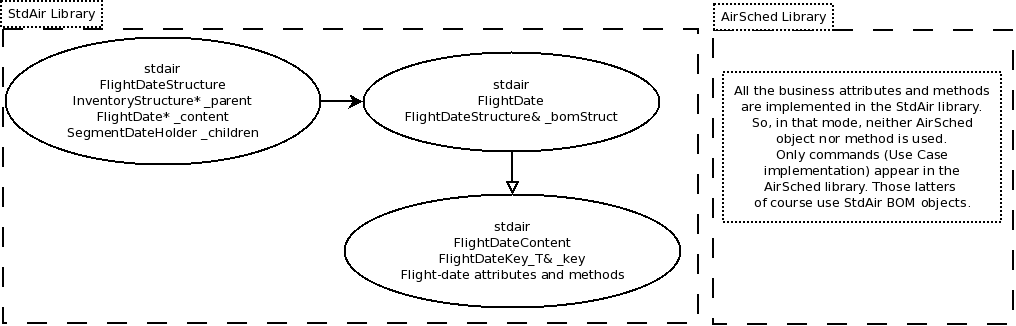 StdAir Library
AirSched Library
stdair
FlightDateStructure
InventoryStructure* _parent
FlightDate* _content
SegmentDateHolder _children
stdair
FlightDate
FlightDateStructure& _bomStruct
stdair
FlightDateContent
FlightDateKey_T& _key
Flight-date attributes and methods
All the business attributes and methods
are implemented in the StdAir library.
So, in that mode, neither AirSched
object nor method is used.
Only commands (Use Case
implementation) appear in the
AirSched library. Those latters
of course use StdAir BOM objects.